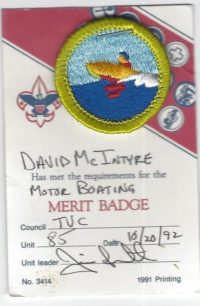 DAVID MCINTYRE
Has met the requirements for the
MOTOR BOATING
MERIT BADGE
Council TUC
Unit 85 Date 10/20/92
Unit leader
No. 3414 1991 Printing